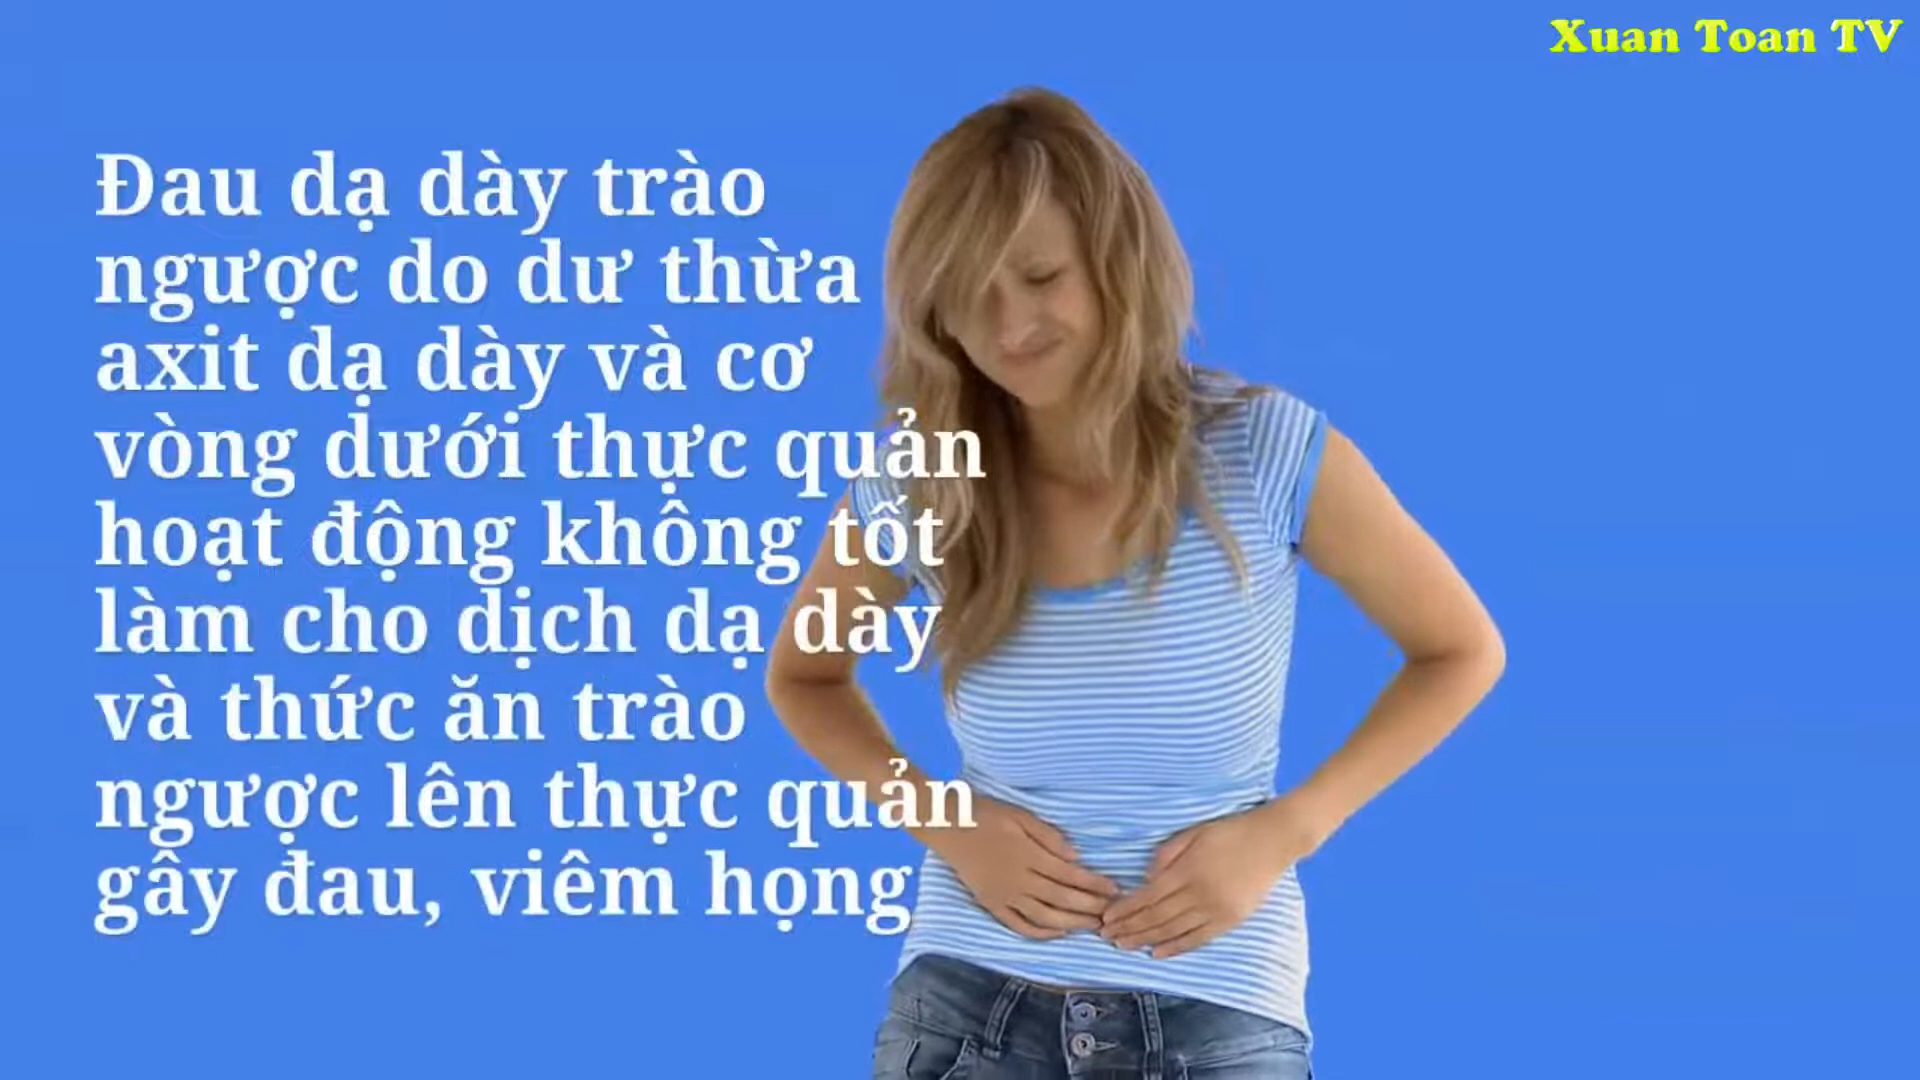 Xuan Toan TV
Đau dạ dày trào
ngược do dư thừa
axit dạ dày và cơ
vòng dưới thực quản
hoạt động không tốt
làm cho dịch dạ dày
và thức ăn trào
ngược lên thực quản
gây đau, viêm họng